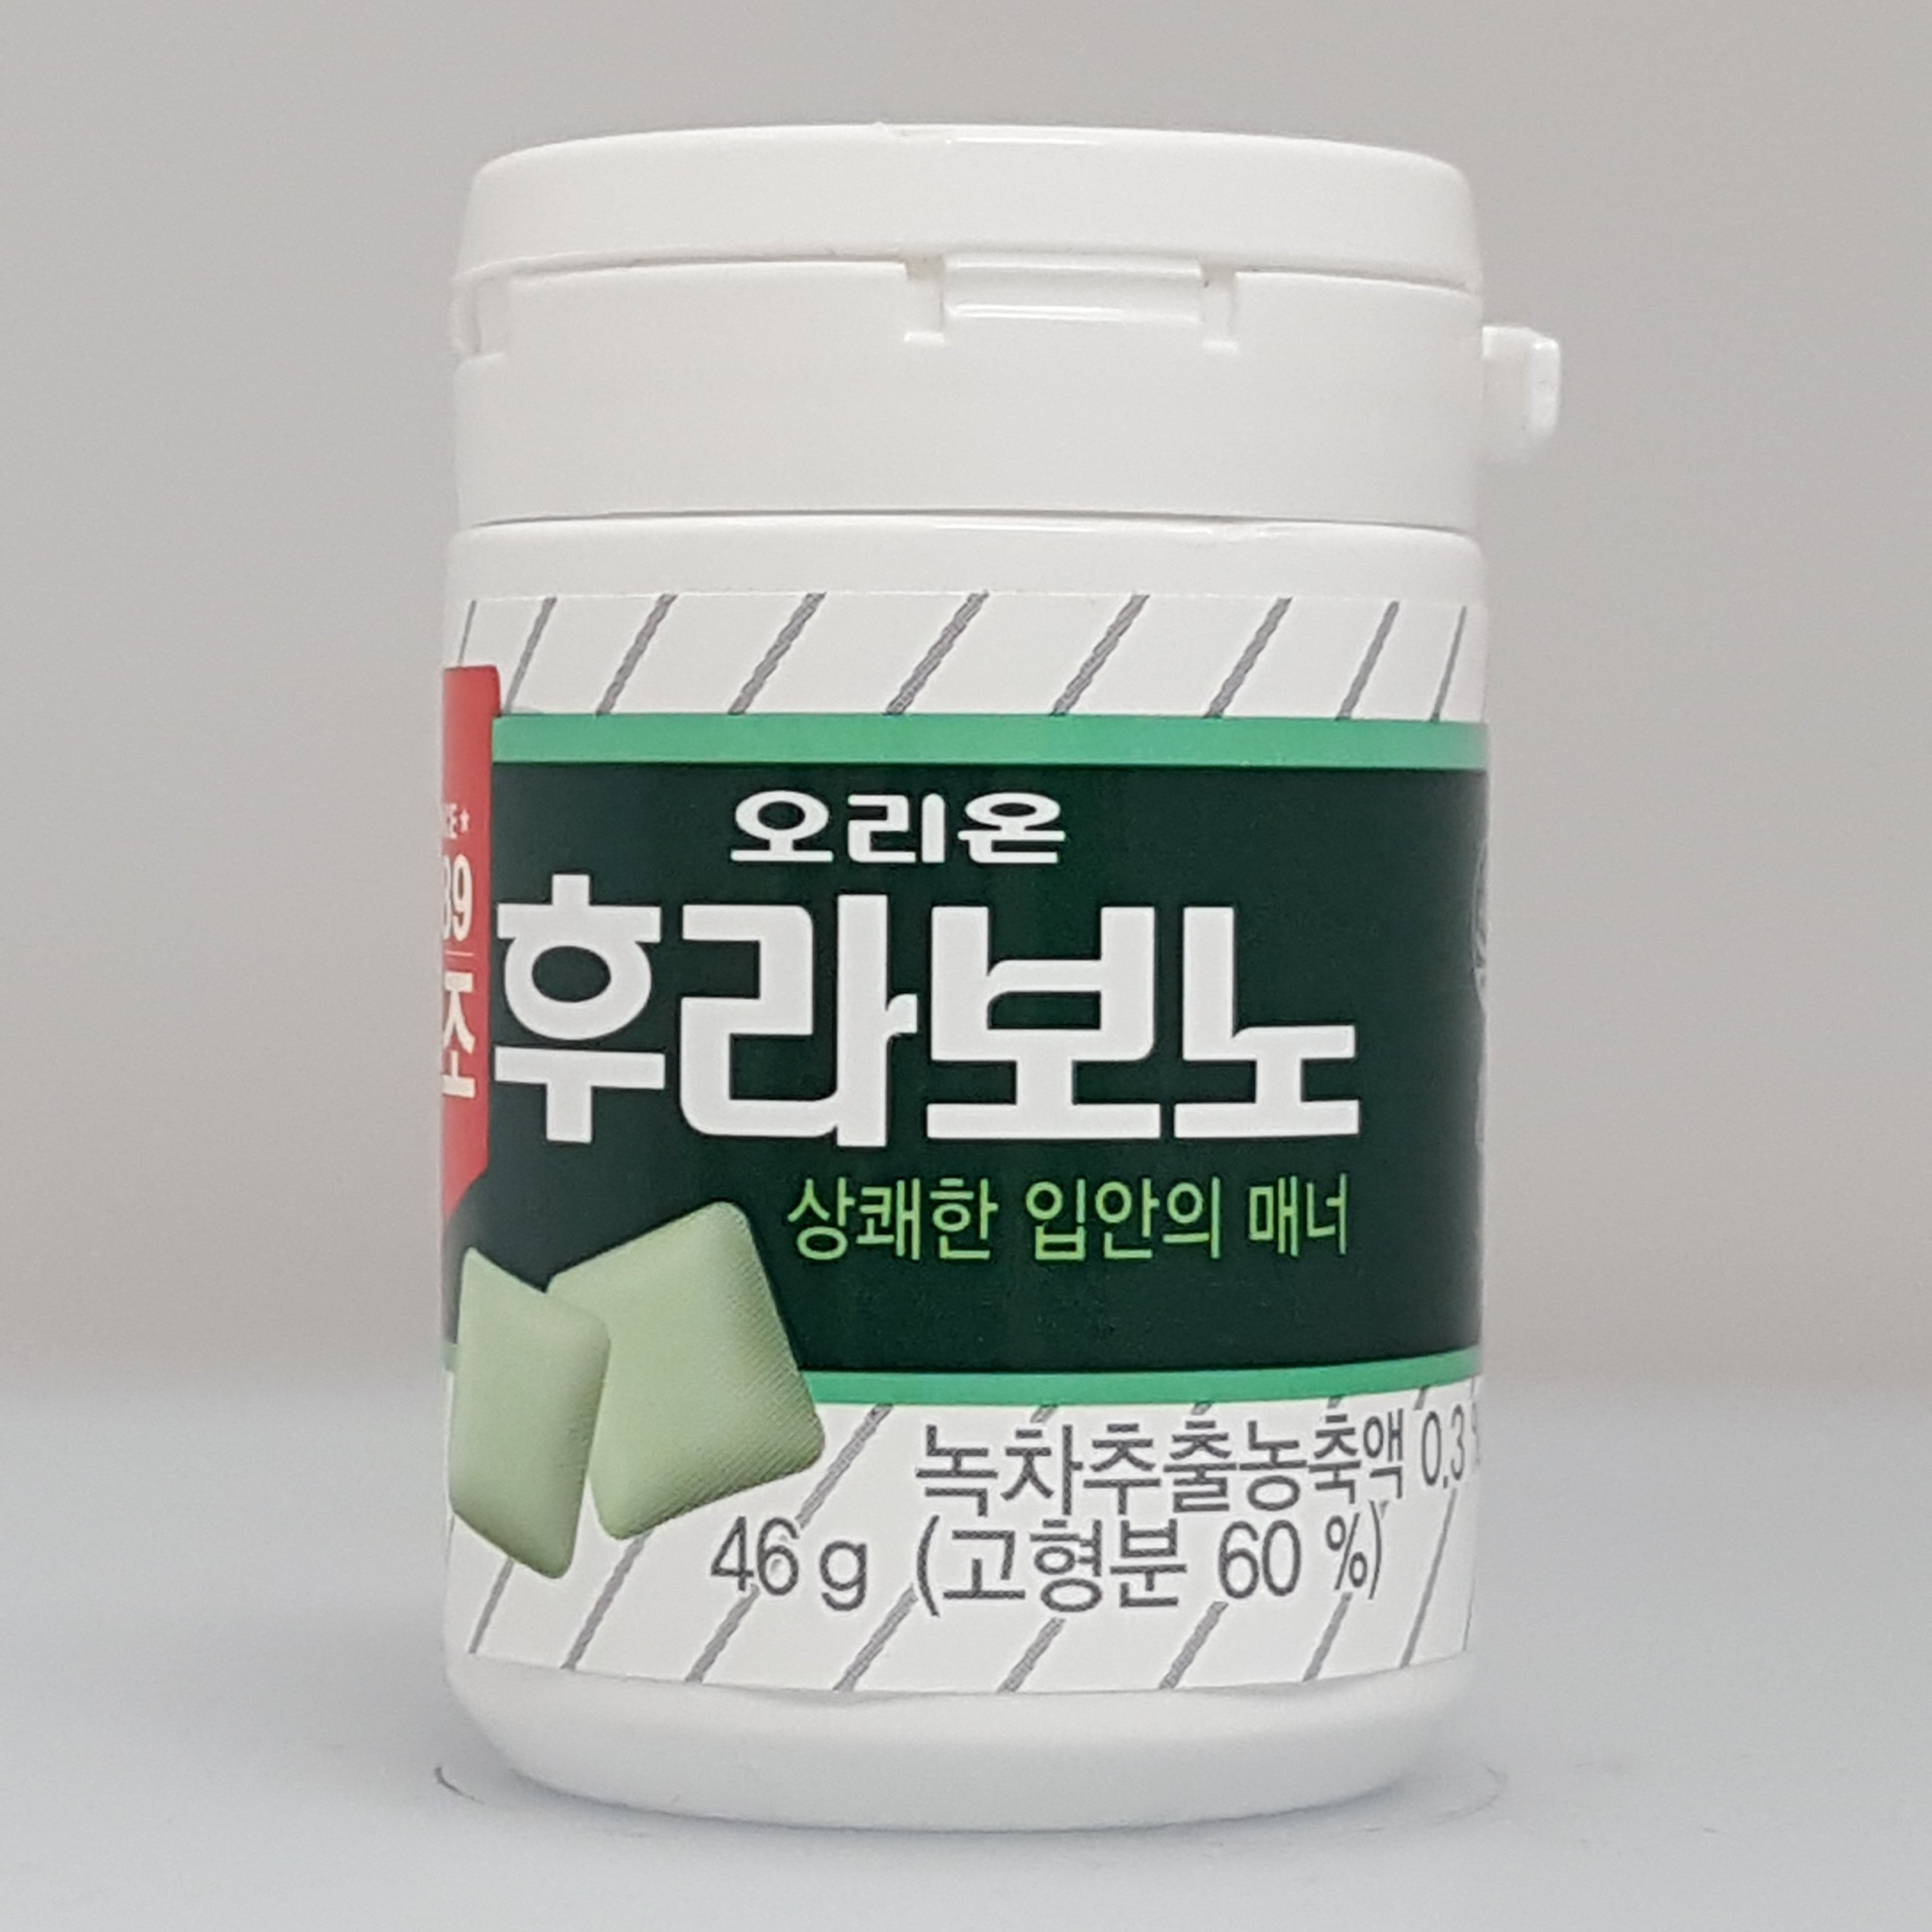 오리온
후라보노
상쾌한 입안의 매너
녹차추출농축액 0.3 %
46 g (고형분 60 %)
89